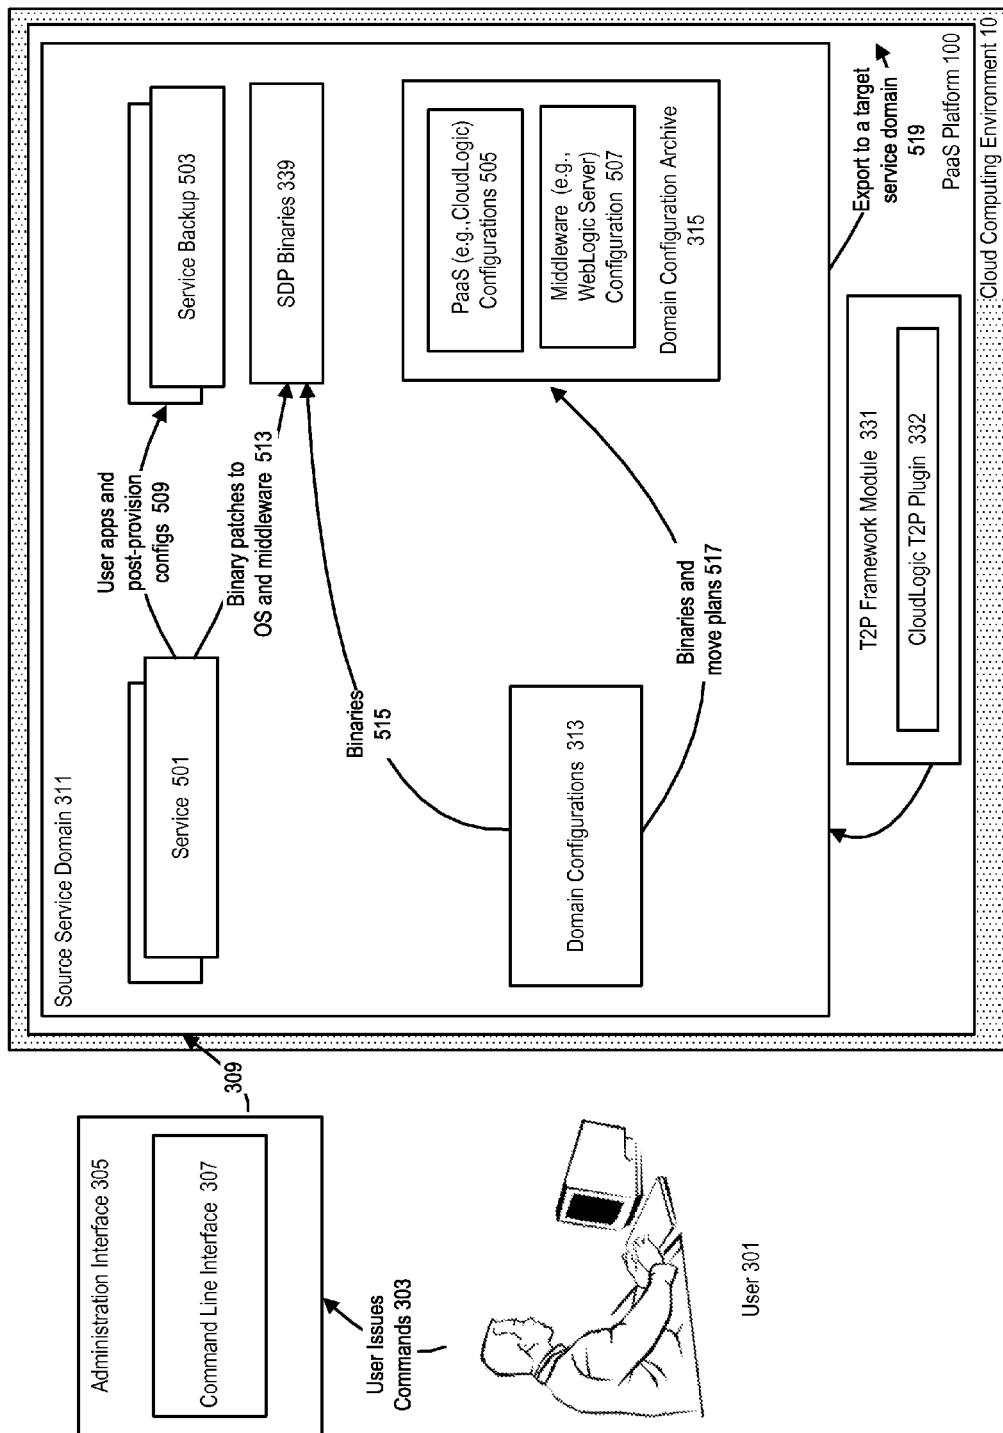 Administration Interface 305
Command Line Interface  307
User Issues
Commands 303
User 301
309
Source Service Domain 311
Service  501
User apps and
post-provision
configs  509
Binary patches to
OS and middleware  513
Service Backup 503
SDP Binaries 339
Binaries
515
Domain Configurations  313
Binaries and
move plans 517
PaaS (e.g.,CloudLogic)
Configurations 505
Middleware  (e.g.,
WebLogic Server)
Configuration  507
Domain Configuration Archive
315
T2P Framework Module 331
CloudLogic T2P Plugin  332
Export to a target
service domain
519
PaaS Platform 100
Cloud Computing Environment 10